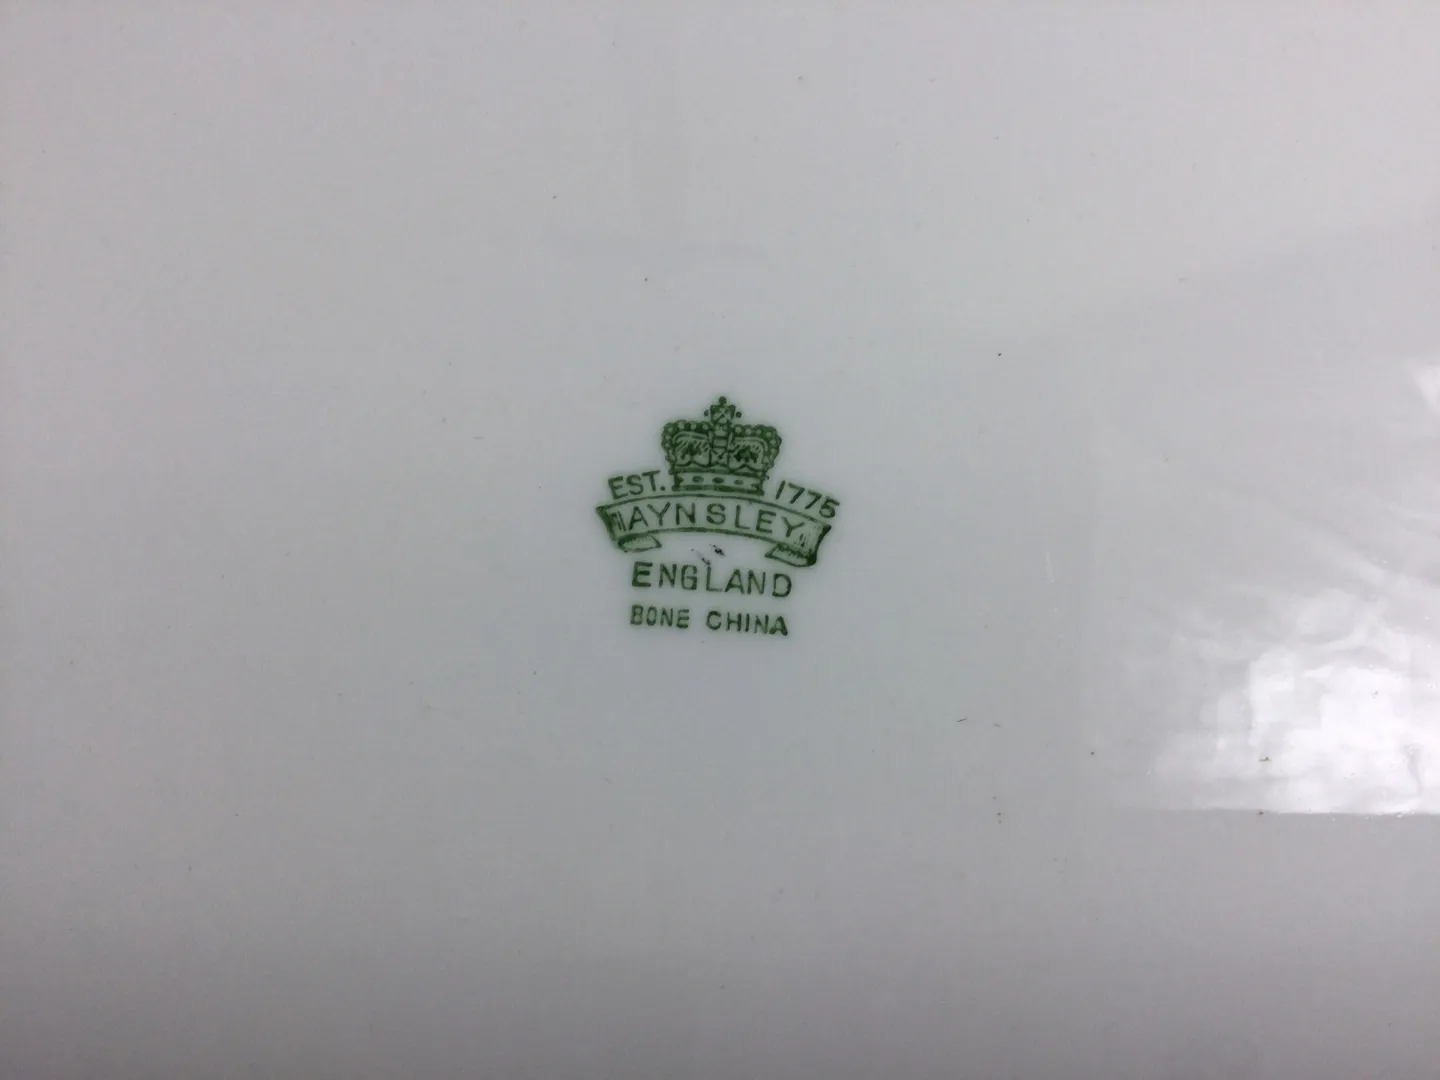 EST. 1775
AYNSLEY
ENGLAND
BONE CHINA